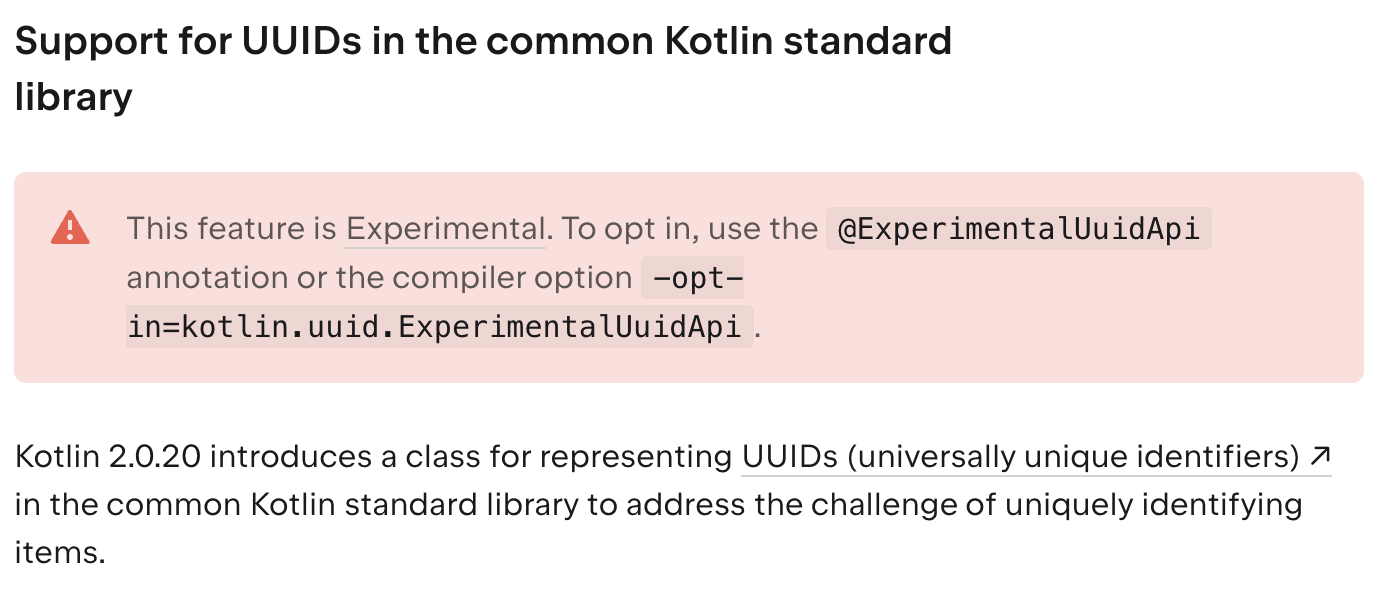 Support for UUIDs in the common Kotlin standard
library
This feature is Experimental. To opt in, use the @ExperimentalUuidApi
annotation or the compiler option -opt-
in=kotlin.uuid.ExperimentalUuidApi.
Kotlin 2.0.20 introduces a class for representing UUIDs (universally unique identifiers) ↗
in the common Kotlin standard library to address the challenge of uniquely identifying
items.